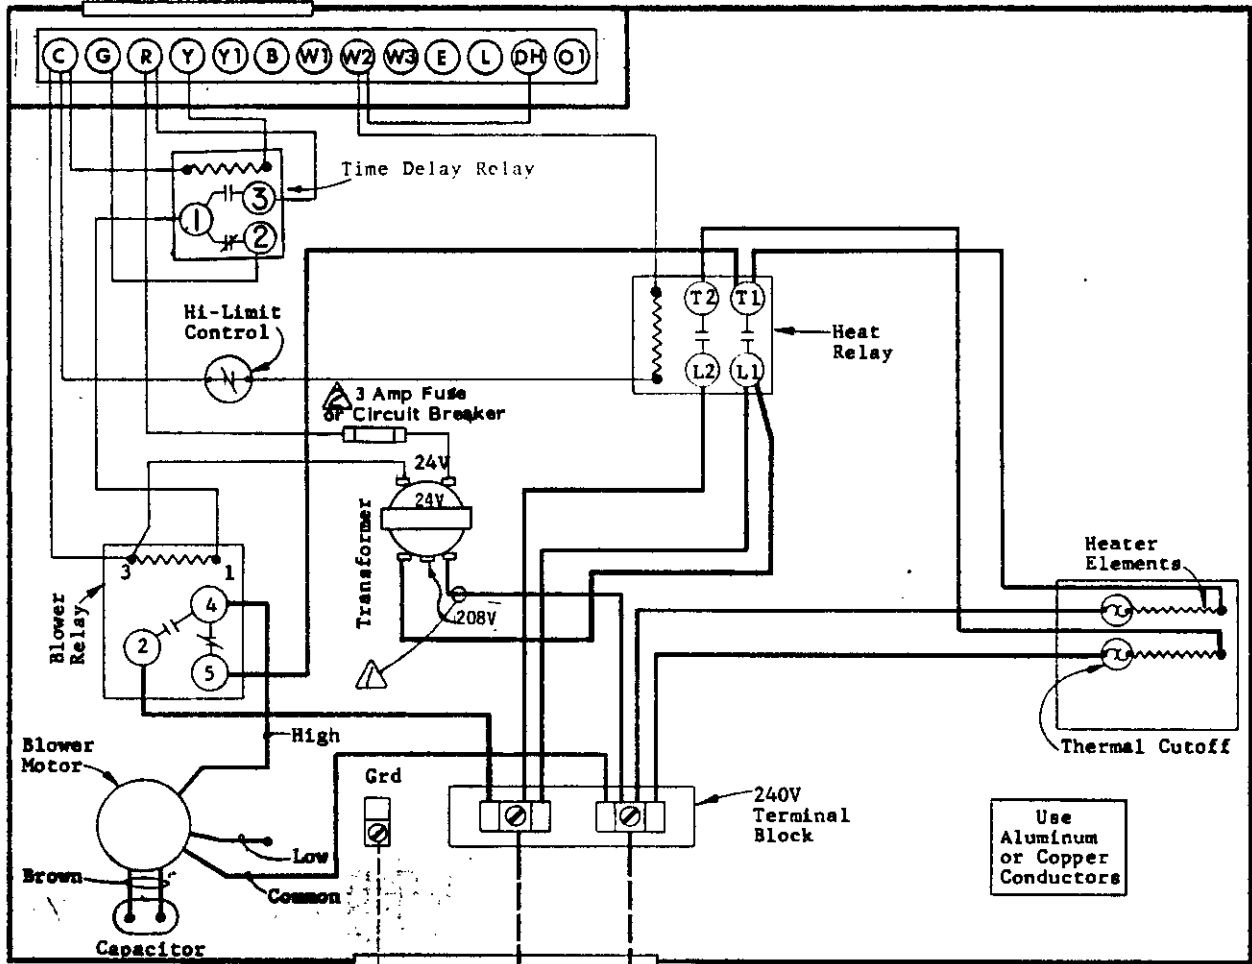 C G R Y Y1 B W1 W2 W3 E L DH O1
Time Delay Relay
3
1
2
Hi-Limit
Control
T2 T1
L2 L1
Heat
Relay
3 Amp Fuse
or Circuit Breaker
24V
24V
Transformer
208V
3 1
4
2
5
Blower
Relay
Heater
Elements
Thermal Cutoff
High
Blower
Motor
Grd
240V
Terminal
Block
Low
Common
Brown
Capacitor
Use
Aluminum
or Copper
Conductors